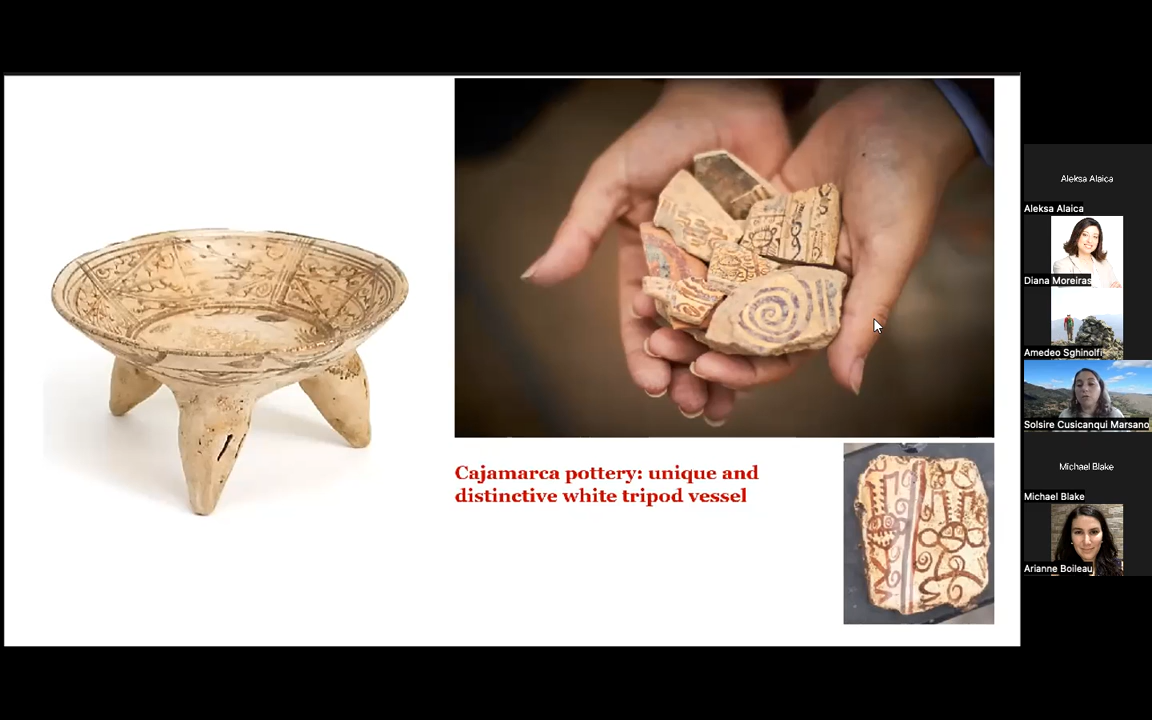 Cajamarca pottery: unique and
distinctive white tripod vessel
Aleksa Alaica
Aleksa Alaica
Diana Moreiras
Amedeo Sghinolfi
Solsire Cusicanqui Marsano
Michael Blake
Michael Blake
Arianne Boileau